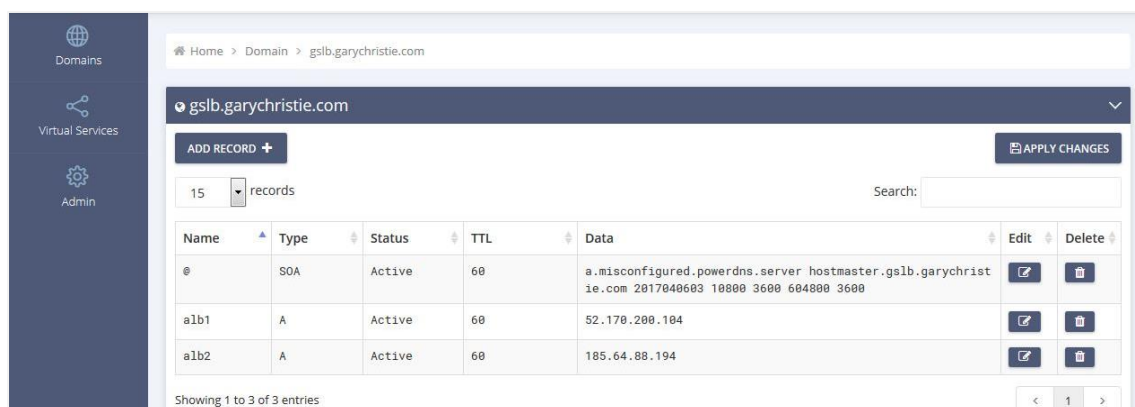 Domains
Virtual Services
Admin
Home > Domain > gslb.garychristie.com
gslb.garychristie.com
ADD RECORD +
APPLY CHANGES
15 records
Search:
Name Type Status TTL Data Edit Delete
@ SOA Active 60 a.misconfigured.powerdns.server hostmaster.gslb.garychrist
ie.com 2017040603 10800 3600 604800 3600
alb1 A Active 60 52.170.200.104
alb2 A Active 60 185.64.88.194
Showing 1 to 3 of 3 entries
< 1 >